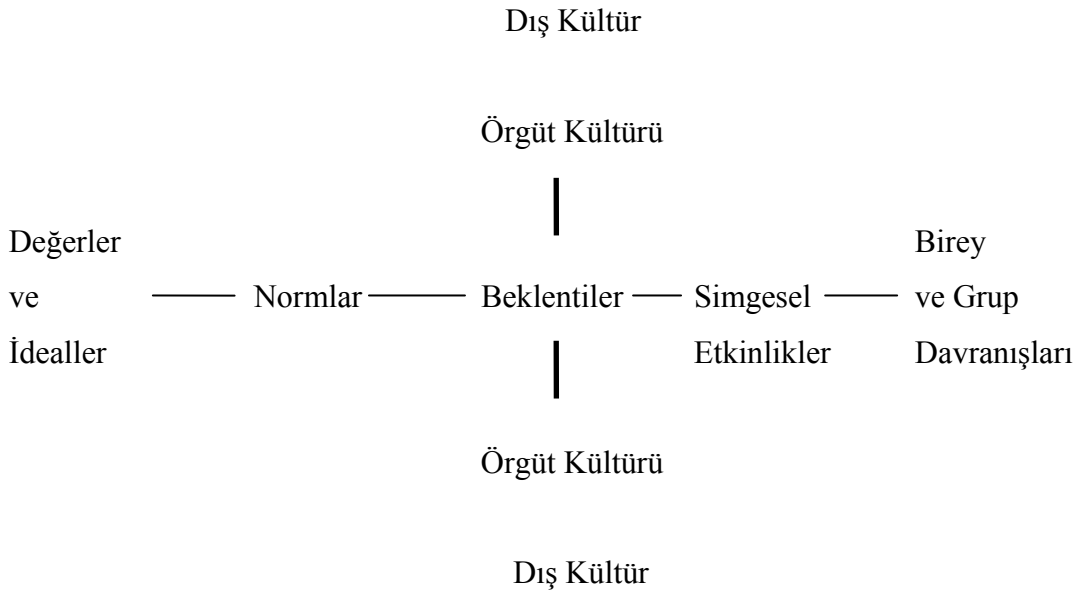 Dış Kültür
Örgüt Kültürü
Değerler
ve
İdealler
Normlar
Beklentiler
Simgesel
Etkinlikler
Birey
ve Grup
Davranışları
Örgüt Kültürü
Dış Kültür